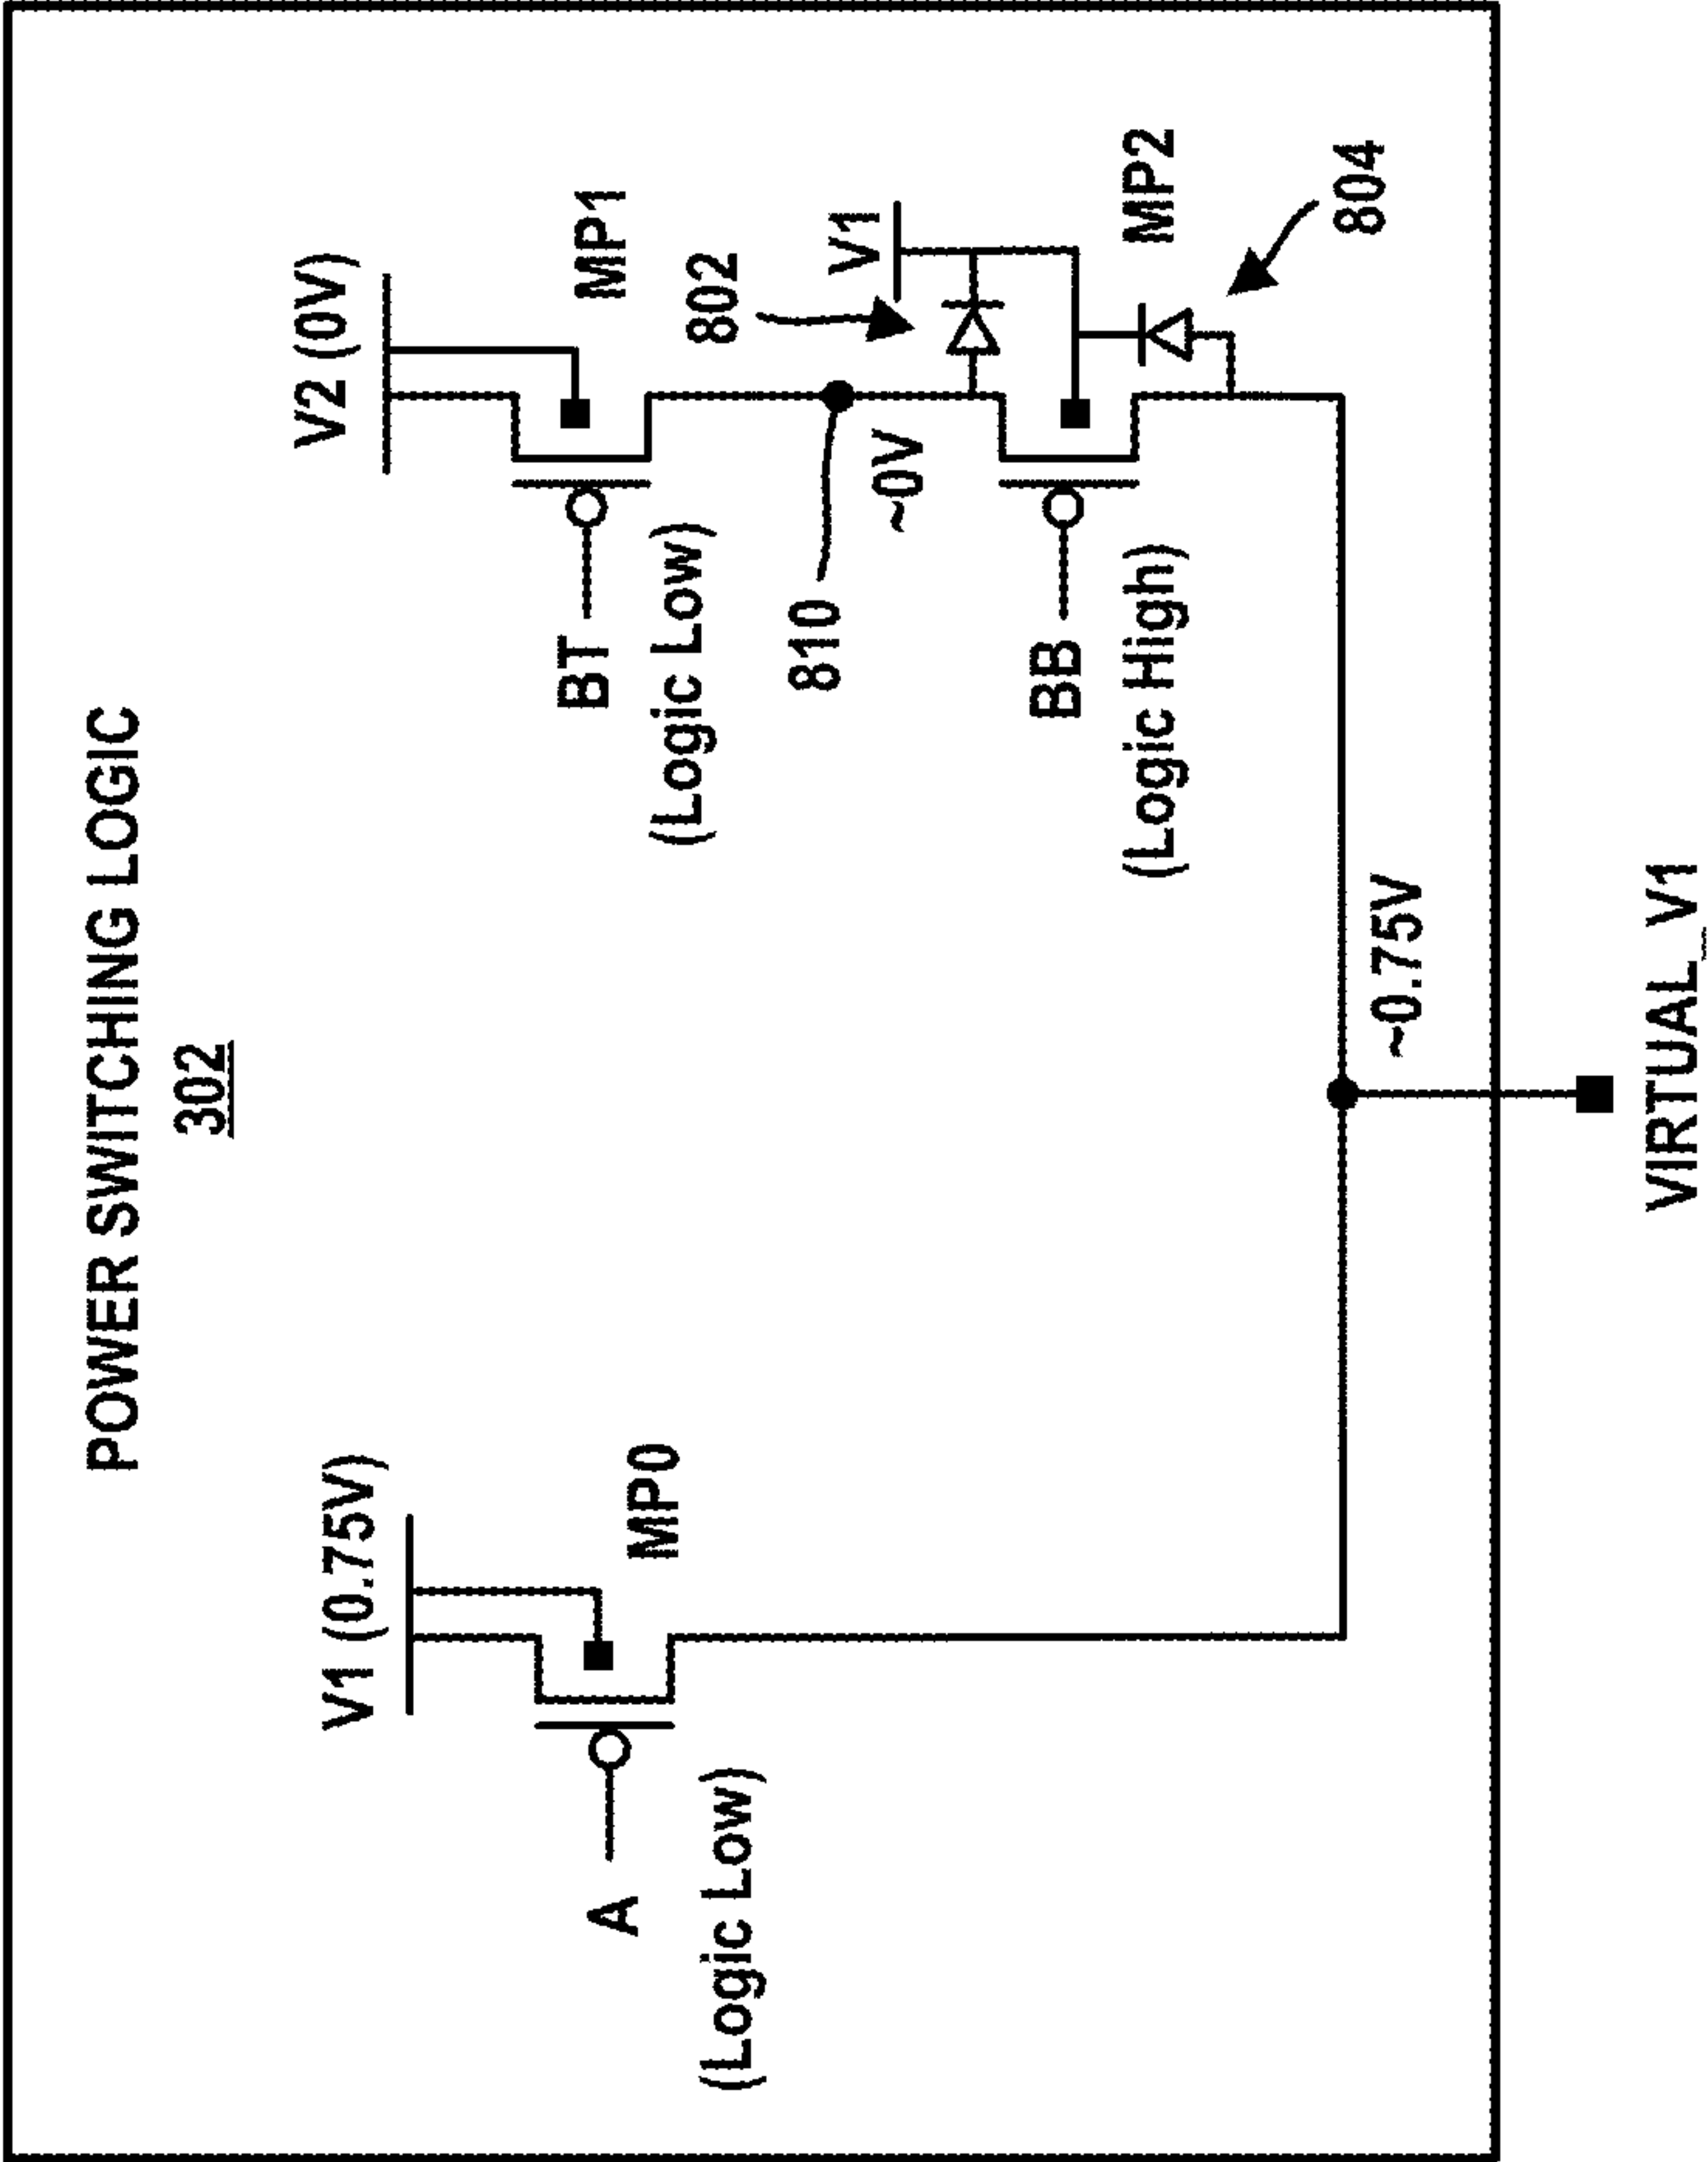 POWER SWITCHING LOGIC
302
V1 (0.75V)
MP0
A
(Logic Low)
V2 (0V)
MP1
BT
(Logic Low)
802
V1
810
~0V
BB
(Logic High)
MP2
804
~0.75V
VIRTUAL_V1